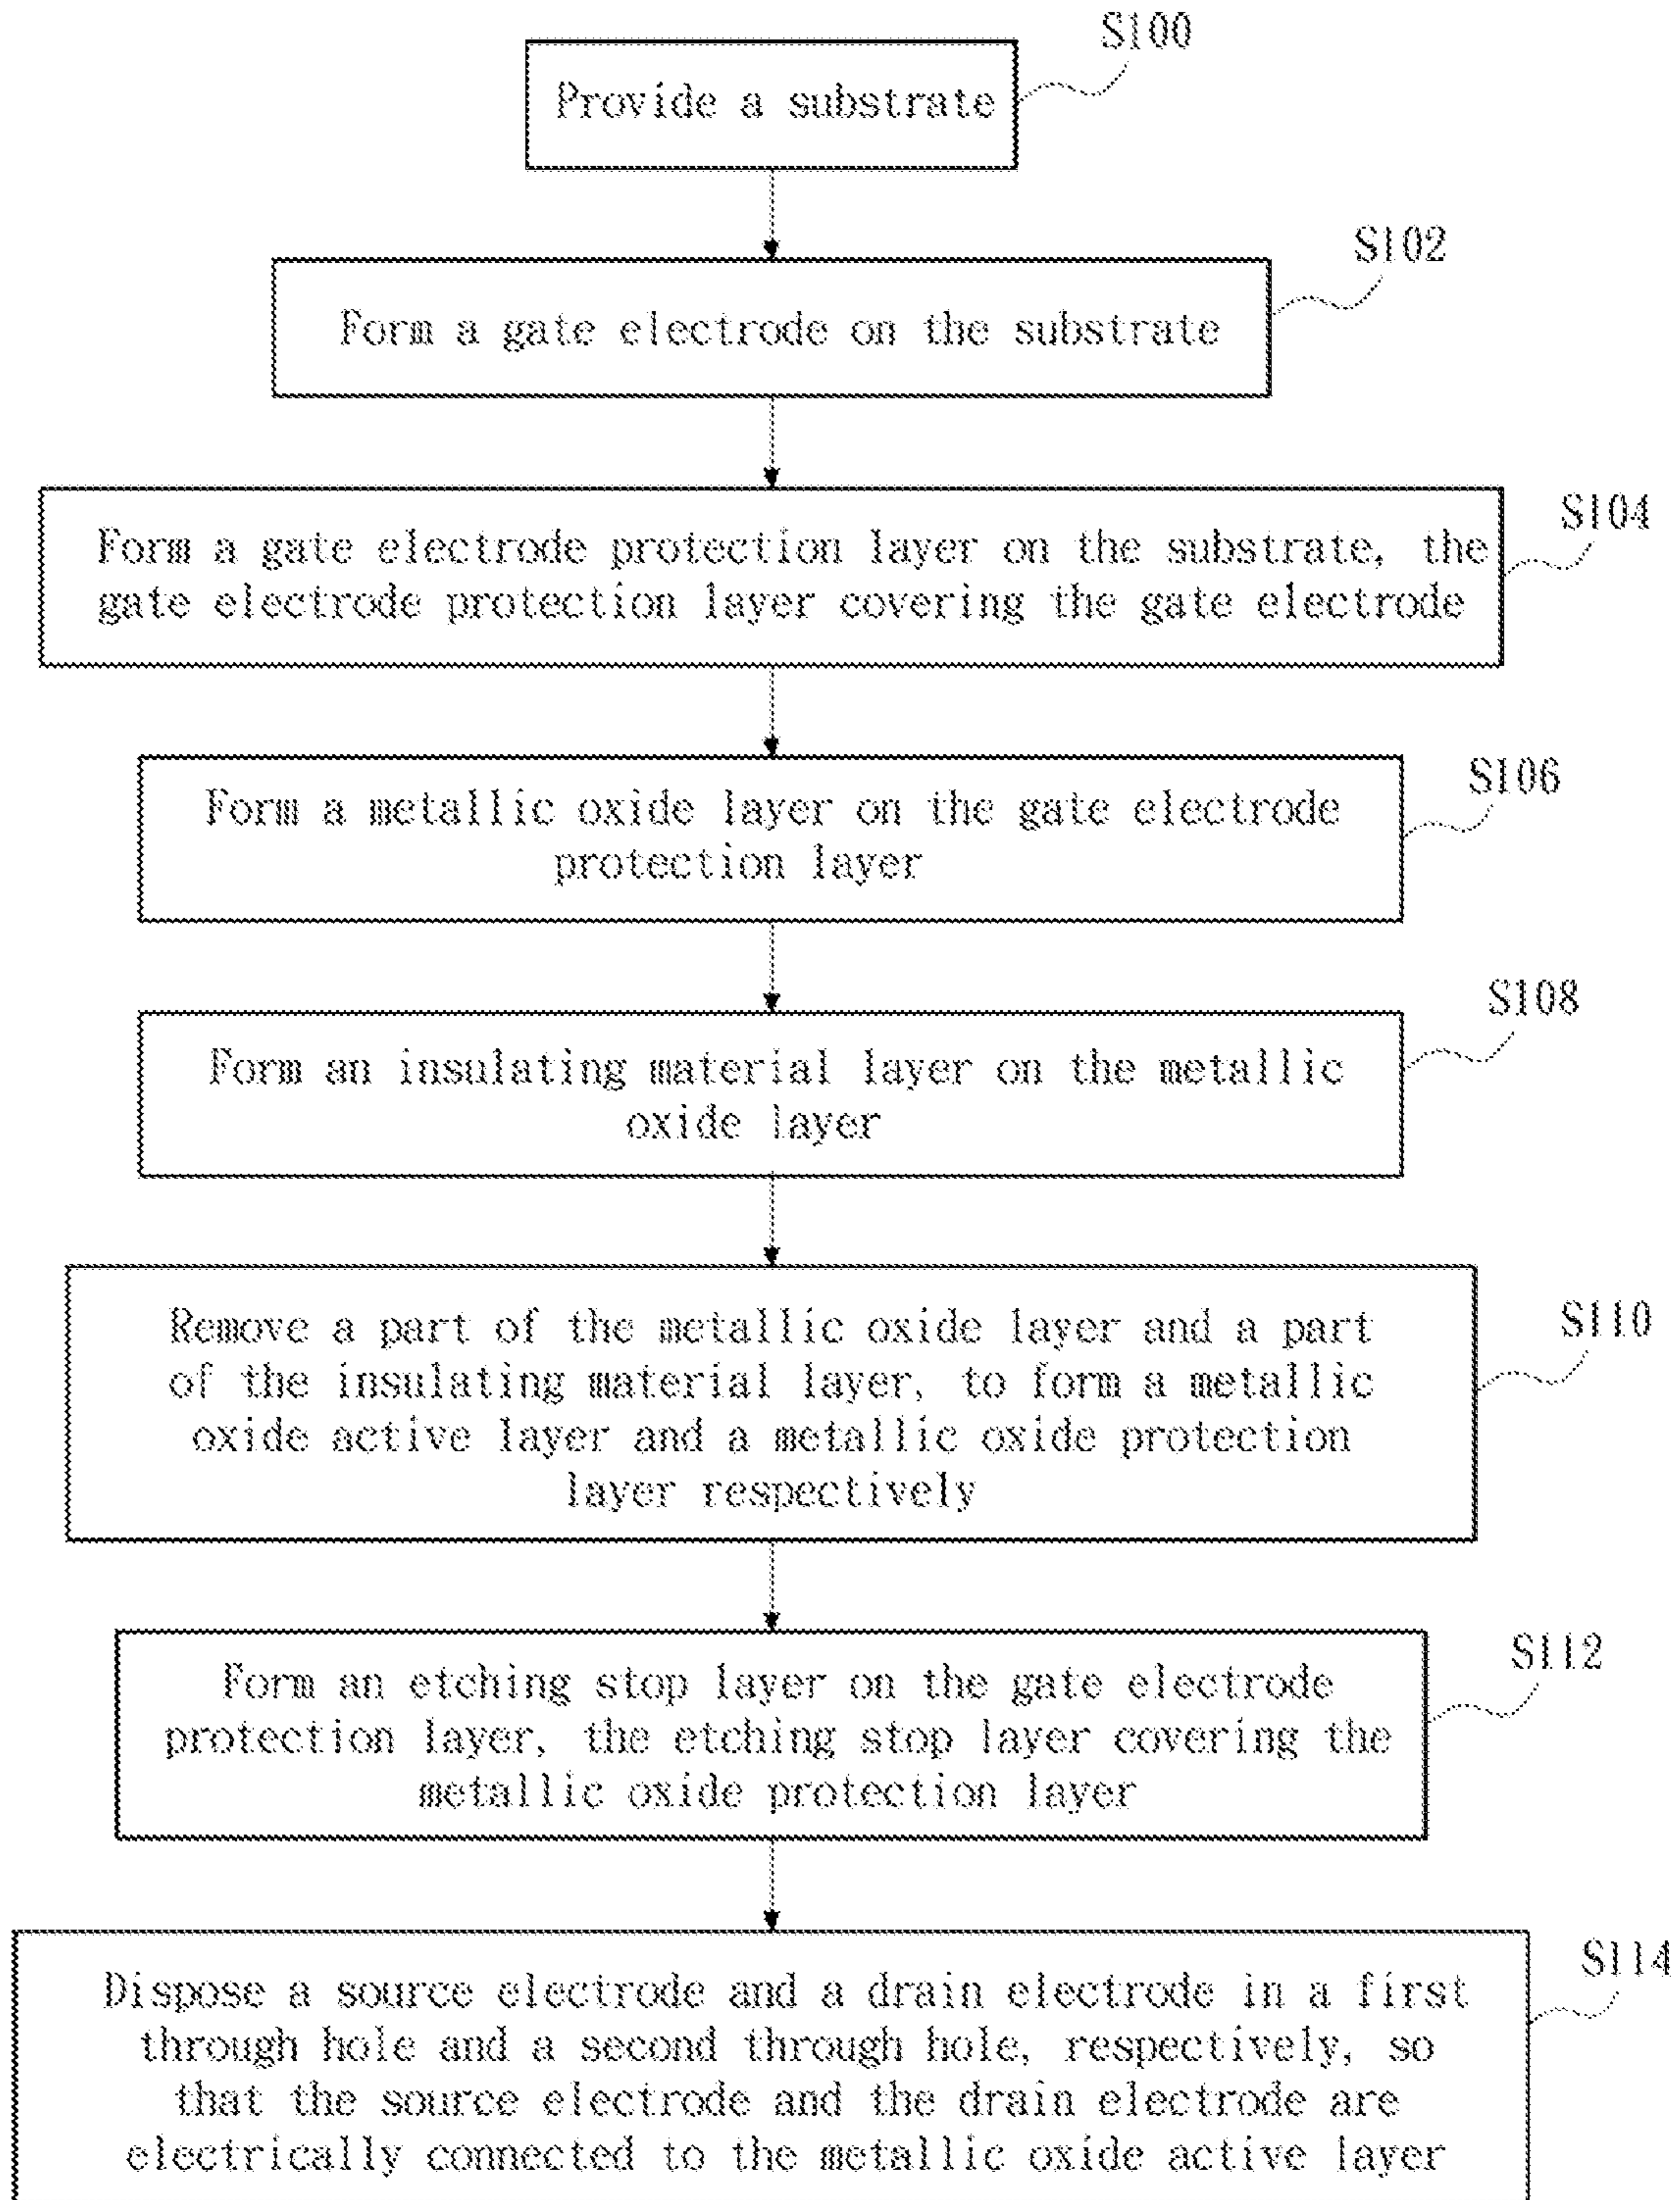 S100
Provide a substrate
S102
Form a gate electrode on the substrate
S104
Form a gate electrode protection layer on the substrate, the
gate electrode protection layer covering the gate electrode
S106
Form a metallic oxide layer on the gate electrode
protection layer
S108
Form an insulating material layer on the metallic
oxide layer
S110
Remove a part of the metallic oxide layer and a part
of the insulating material layer, to form a metallic
oxide active layer and a metallic oxide protection
layer respectively
S112
Form an etching stop layer on the gate electrode
protection layer, the etching stop layer covering the
metallic oxide protection layer
S114
Dispose a source electrode and a drain electrode in a first
through hole and a second through hole, respectively, so
that the source electrode and the drain electrode are
electrically connected to the metallic oxide active layer